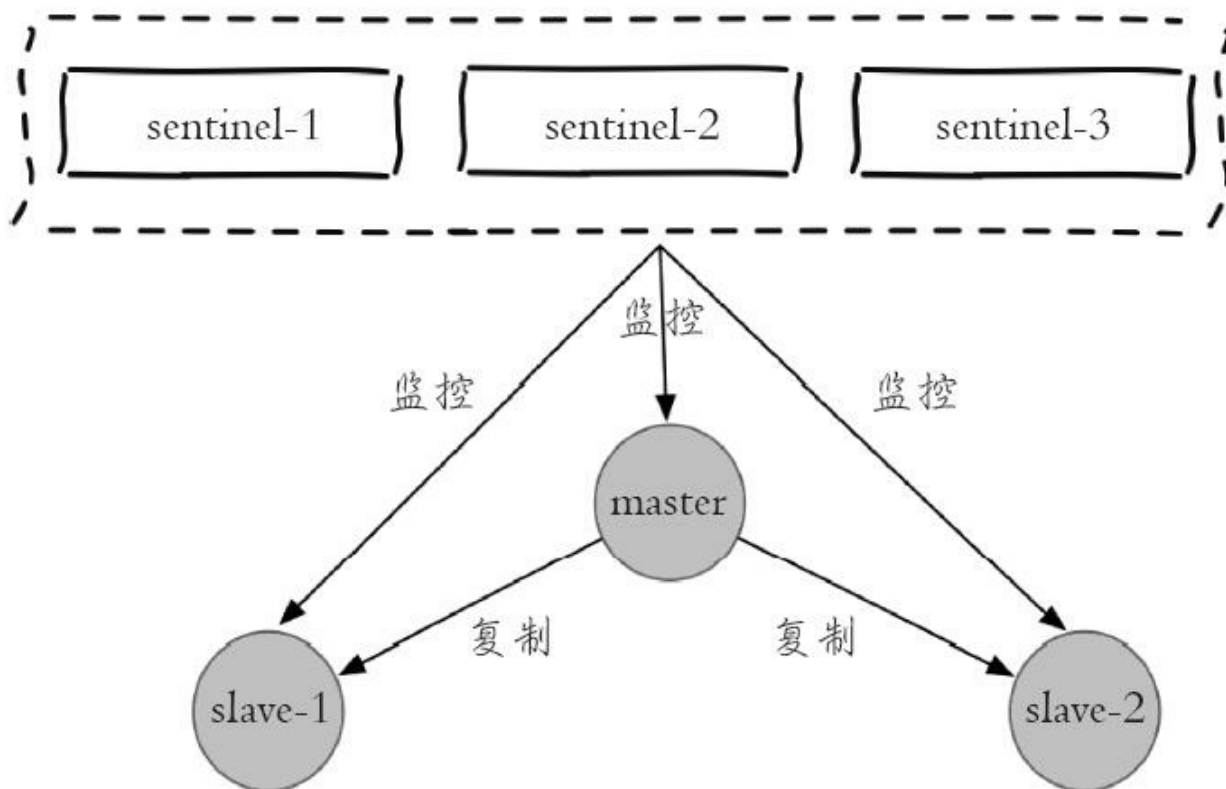 sentinel-1
sentinel-2
sentinel-3
监控
监控
监控
master
复制
复制
slave-1
slave-2